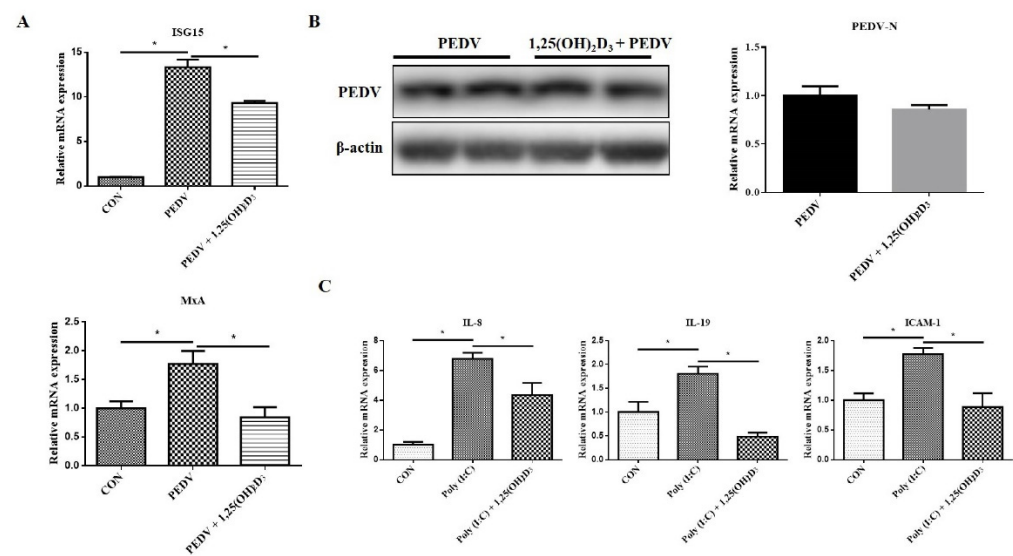 A
ISG15
Relative mRNA expression
15
10
5
0
*
*
CON
PEDV
PEDV + 1,25(OH)D3
B
PEDV
1,25(OH)2D3 + PEDV
PEDV
β-actin
PEDV-N
Relative mRNA expression
1.5
1.0
0.5
0.0
PEDV
PEDV + 1,25(OH)2D3
MxA
Relative mRNA expression
2.5
2.0
1.5
1.0
0.5
0.0
*
*
CON
PEDV
PEDV + 1,25(OH)D3
C
IL-8
Relative mRNA expression
8
6
4
2
0
*
*
CON
Poly (I:C)
Poly (I:C) + 1,25(OH)D3
IL-19
Relative mRNA expression
2.5
2.0
1.5
1.0
0.5
0.0
*
*
CON
Poly (I:C)
Poly (I:C) + 1,25(OH)D3
ICAM-1
Relative mRNA expression
2.0
1.5
1.0
0.5
0.0
*
*
CON
Poly (I:C)
Poly (I:C) + 1,25(OH)D3